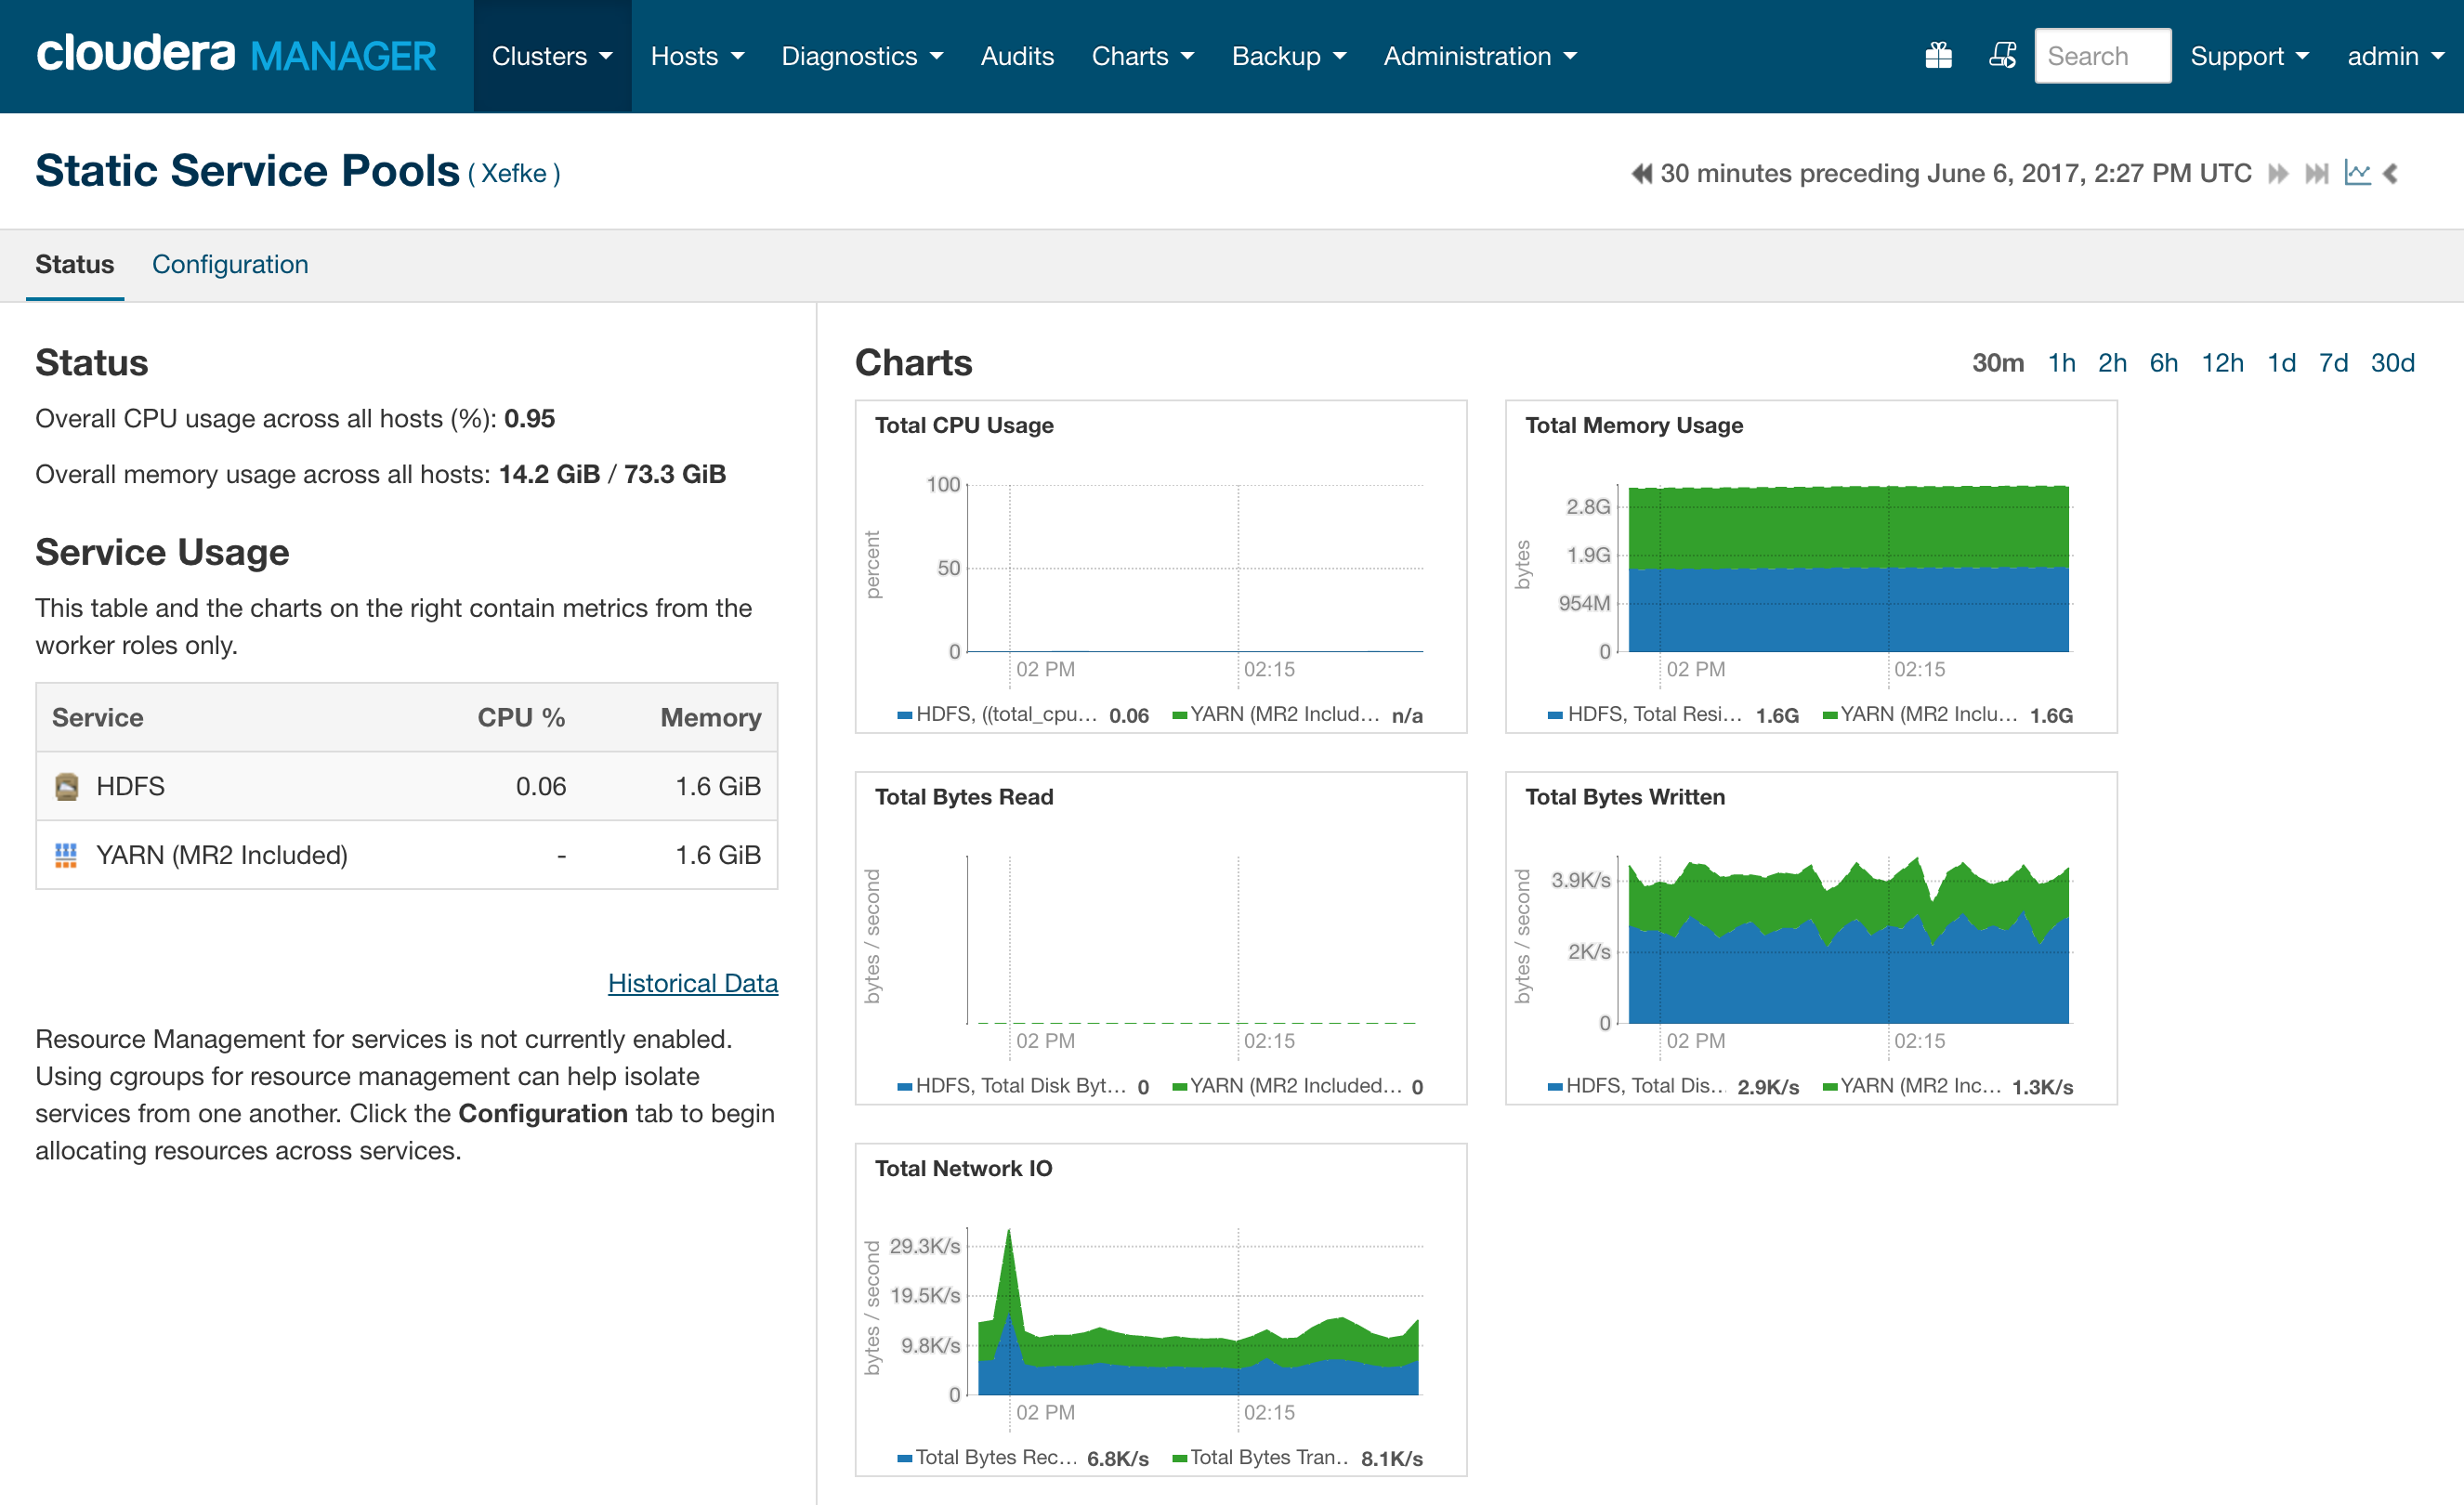 cloudera MANAGER
Clusters Hosts Diagnostics Audits Charts Backup Administration Search Support admin
Static Service Pools ( Xefke )
30 minutes preceding June 6, 2017, 2:27 PM UTC
Status Configuration
Status
Overall CPU usage across all hosts (%): 0.95
Overall memory usage across all hosts: 14.2 GiB / 73.3 GiB
Service Usage
This table and the charts on the right contain metrics from the
worker roles only.
Service CPU % Memory
HDFS 0.06 1.6 GiB
YARN (MR2 Included) - 1.6 GiB
Historical Data
Resource Management for services is not currently enabled.
Using cgroups for resource management can help isolate
services from one another. Click the Configuration tab to begin
allocating resources across services.
Charts
30m 1h 2h 6h 12h 1d 7d 30d
Total CPU Usage
percent
100
50
0
02 PM 02:15
HDFS, ((total_cpu... 0.06 YARN (MR2 Includ... n/a
Total Memory Usage
bytes
2.8G
1.9G
954M
0
02 PM 02:15
HDFS, Total Resi... 1.6G YARN (MR2 Inclu... 1.6G
Total Bytes Read
bytes / second
02 PM 02:15
HDFS, Total Disk Byt... 0 YARN (MR2 Included... 0
Total Bytes Written
bytes / second
3.9K/s
2K/s
0
02 PM 02:15
HDFS, Total Dis... 2.9K/s YARN (MR2 Inc... 1.3K/s
Total Network IO
bytes / second
29.3K/s
19.5K/s
9.8K/s
0
02 PM 02:15
Total Bytes Rec... 6.8K/s Total Bytes Tran.. 8.1K/s